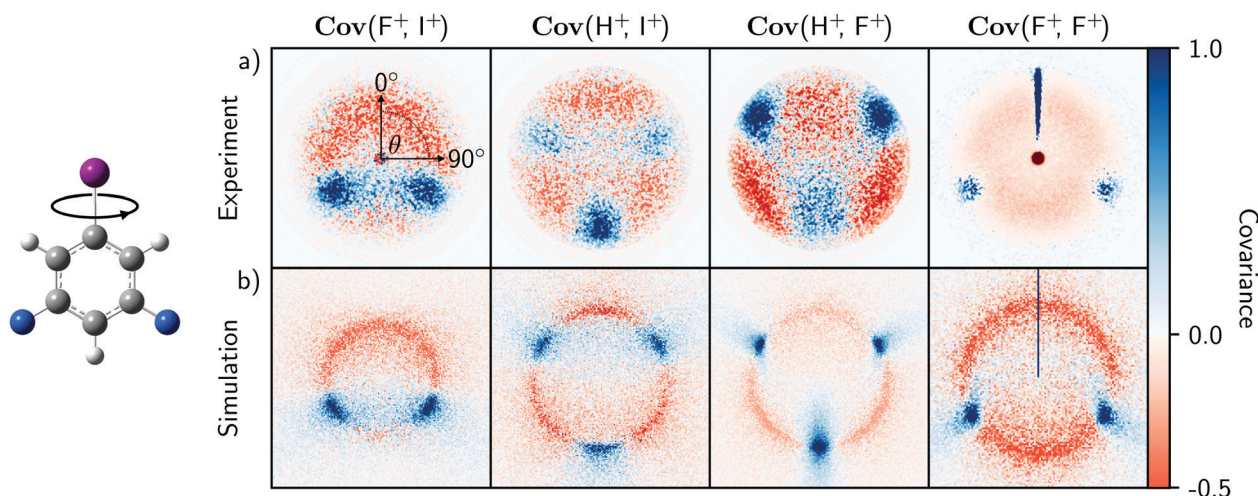 Cov(F+, I+) Cov(H+, I+) Cov(H+, F+) Cov(F+, F+)
a)
Experiment
0°
θ
90°
b)
Simulation
1.0
0.0
-0.5
Covariance